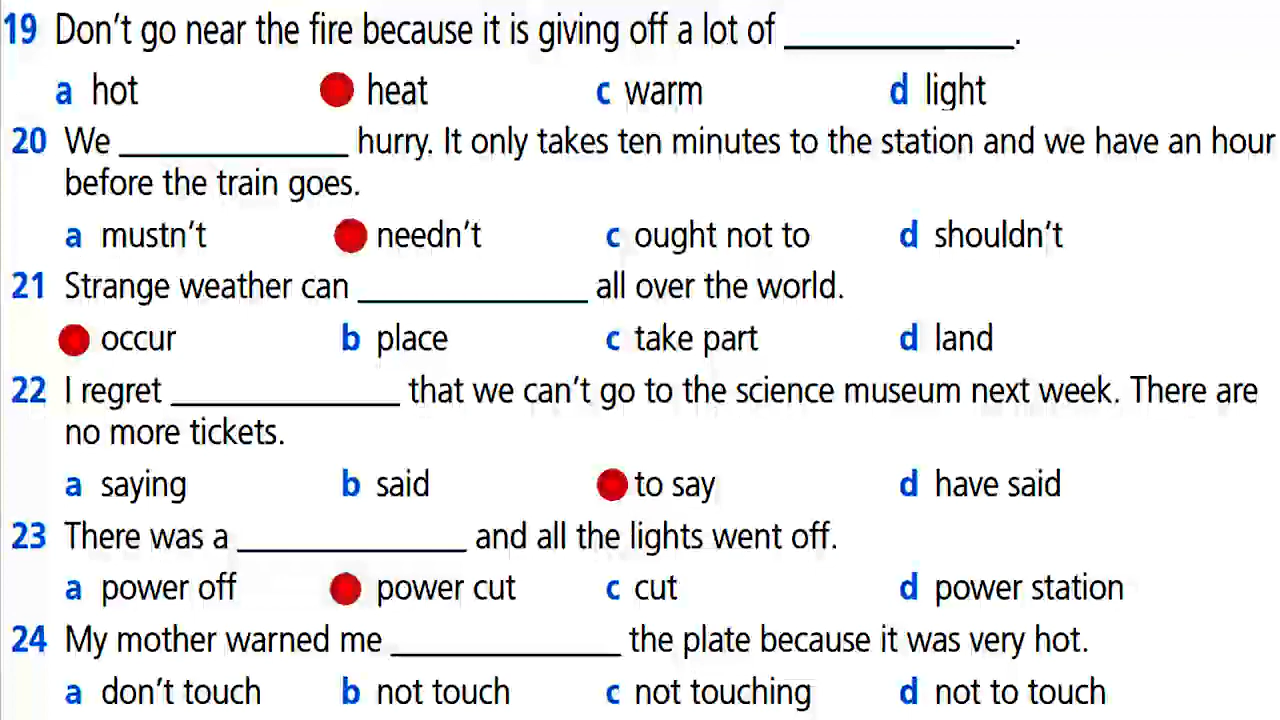 19 Don't go near the fire because it is giving off a lot of ____________.
a hot heat c warm d light
20 We ____________ hurry. It only takes ten minutes to the station and we have an hour
before the train goes.
a mustn't needn't c ought not to d shouldn't
21 Strange weather can ____________ all over the world.
occur b place c take part d land
22 I regret ____________ that we can't go to the science museum next week. There are
no more tickets.
a saying b said to say d have said
23 There was a ____________ and all the lights went off.
a power off power cut c cut d power station
24 My mother warned me ____________ the plate because it was very hot.
a don't touch b not touch c not touching d not to touch